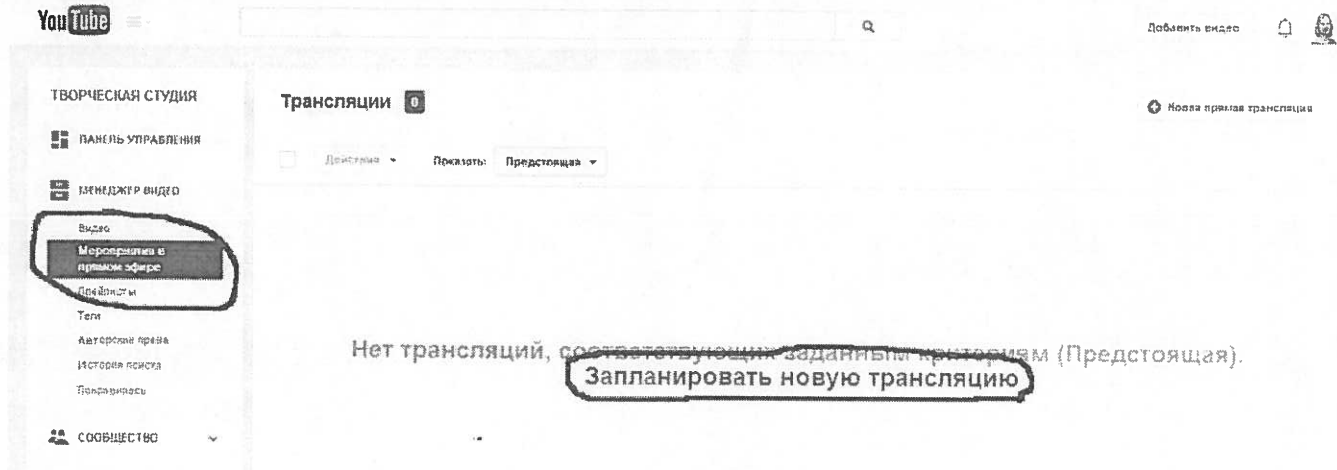 YouTube
Добавить видео
ТВОРЧЕСКАЯ СТУДИЯ
Трансляции 0
Новая прямая трансляция
ПАНЕЛЬ УПРАВЛЕНИЯ
Действия Показать: Предстоящая
МЕНЕДЖЕР ВИДЕО
Видео
Мероприятия в
прямом эфире
Плейлисты
Теги
Авторские права
История поиска
Понравилось
Нет трансляций, соответствующих заданным критериям (Предстоящая).
Запланировать новую трансляцию
СООБЩЕСТВО